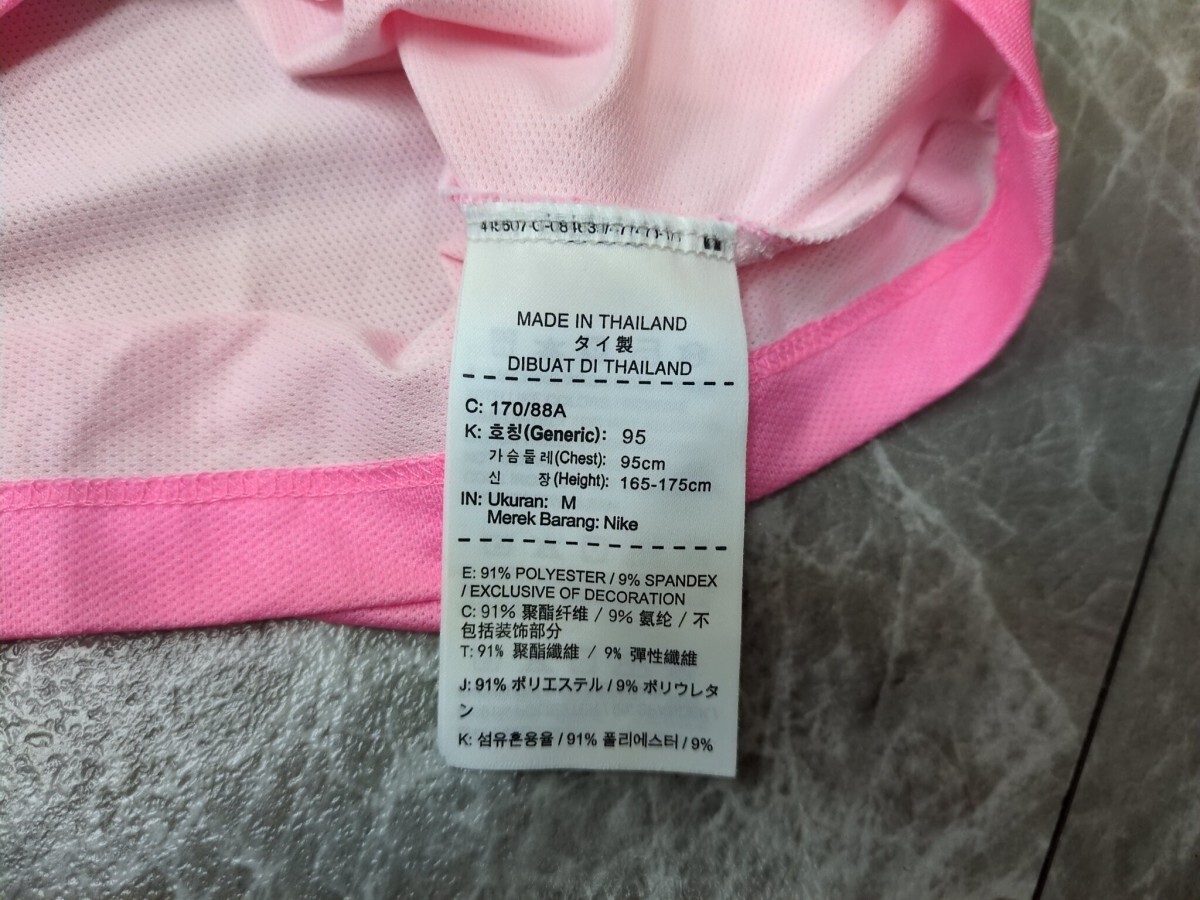 MADE IN THAILAND
タイ製
DIBUAT DI THAILAND
C: 170/88A
K: 호칭(Generic): 95
가슴둘레(Chest): 95cm
신 장(Height): 165-175cm
IN: Ukuran: M
Merek Barang: Nike
E: 91% POLYESTER / 9% SPANDEX
/ EXCLUSIVE OF DECORATION
C: 91% 聚酯纤维 / 9% 氨纶 / 不
包括装饰部分
T: 91% 聚酯纖維 / 9% 彈性纖維
J: 91% ポリエステル / 9% ポリウレタ
ン
K: 섬유혼용율 / 91% 폴리에스터 / 9%